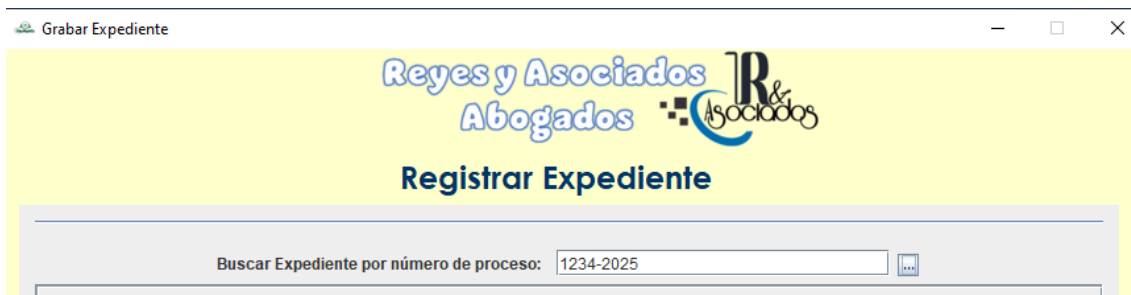 Grabar Expediente
Reyes y Asociados
Abogados
R&
Asociados
Registrar Expediente
Buscar Expediente por número de proceso: 1234-2025 ...